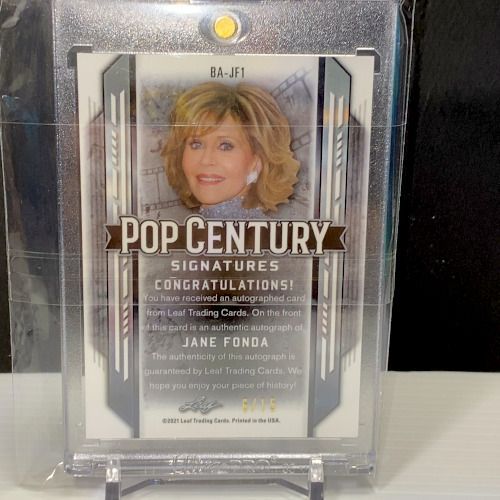 BA-JF1
POP CENTURY
SIGNATURES
CONGRATULATIONS!
You have received an autographed card
from Leaf Trading Cards. On the front
of this card is an authentic autograph of
JANE FONDA
The authenticity of this autograph is
guaranteed by Leaf Trading Cards. We
hope you enjoy your piece of history!
Leaf
©2021 Leaf Trading Cards. Printed in the USA.